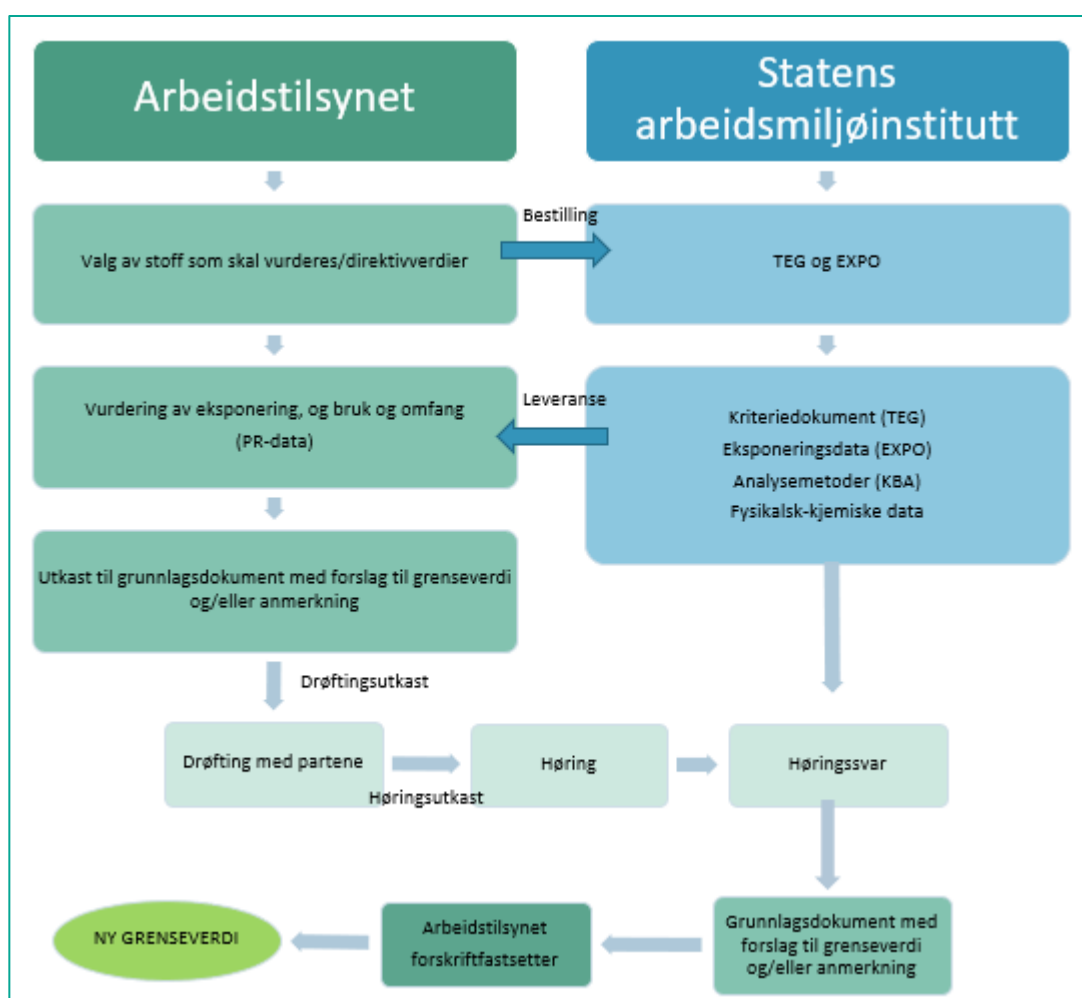 Arbeidstilsynet
Statens
arbeidsmiljøinstitutt
Bestilling
Valg av stoff som skal vurderes/direktivverdier
TEG og EXPO
Leveranse
Vurdering av eksponering, og bruk og omfang
(PR-data)
Kriteriedokument (TEG)
Eksponeringsdata (EXPO)
Analysemetoder (KBA)
Fysikalsk-kjemiske data
Utkast til grunnlagsdokument med forslag til grenseverdi
og/eller anmerkning
Drøftingsutkast
Drøfting med partene
Høring
Høringssvar
Høringsutkast
Grunnlagsdokument med
forslag til grenseverdi
og/eller anmerkning
Arbeidstilsynet
forskriftfastsetter
NY GRENSEVERDI